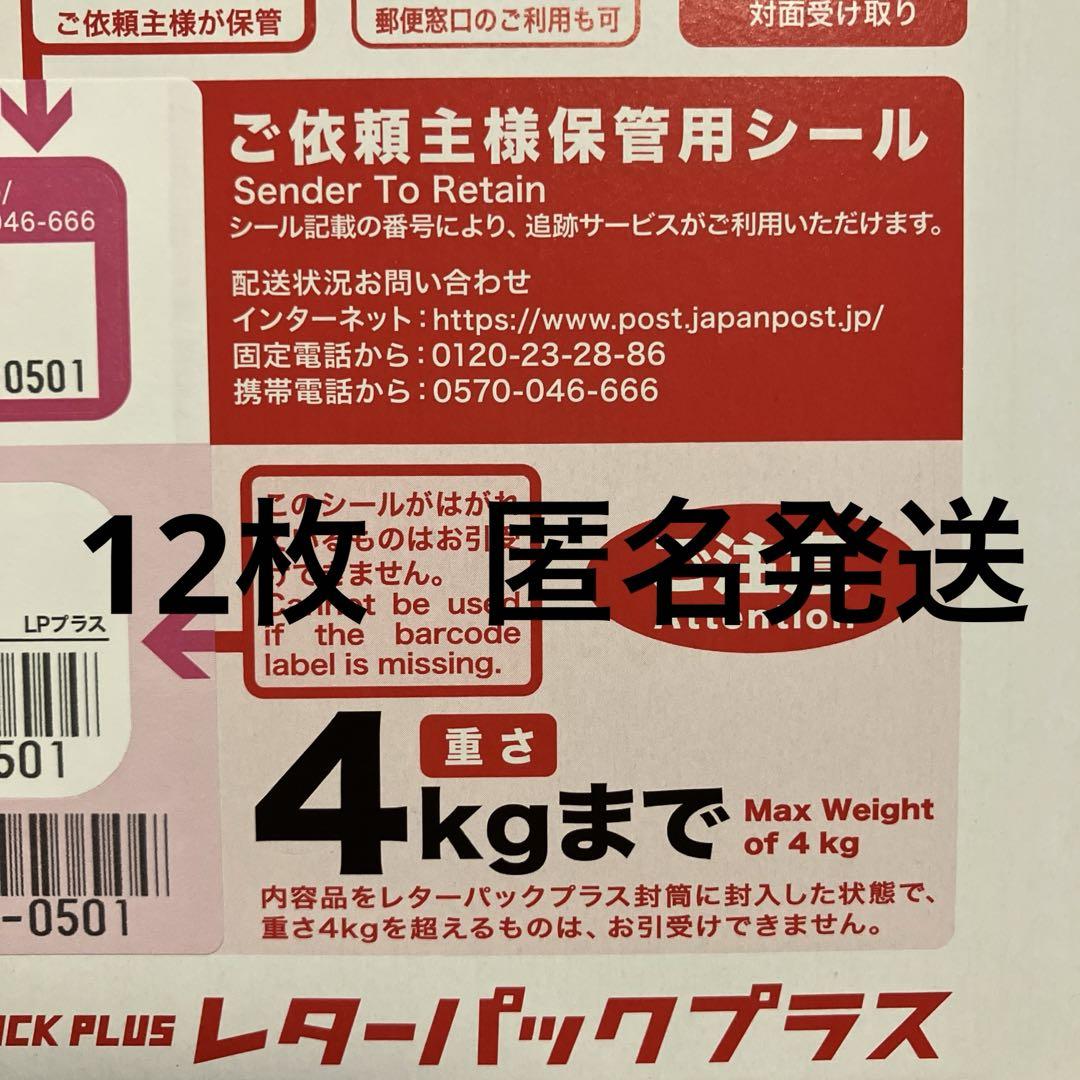 ご依頼主様が保管
郵便窓口のご利用も可
対面受け取り
ご依頼主様保管用シール
Sender To Retain
シール記載の番号により、追跡サービスがご利用いただけます。
配送状況お問い合わせ
インターネット:https://www.post.japanpost.jp/
固定電話から:0120-23-28-86
携帯電話から:0570-046-666
046-666
0501
このシールがはがれ
ているものはお引受
けできません。
Cannot be used
if the barcode
label is missing.
ご注意
Attention
12枚 匿名発送
LPプラス
501
-0501
重さ
4kgまで
Max Weight
of 4 kg
内容品をレターパックプラス封筒に封入した状態で、
重さ4kgを超えるものは、お引受けできません。
PLUS レターパックプラス